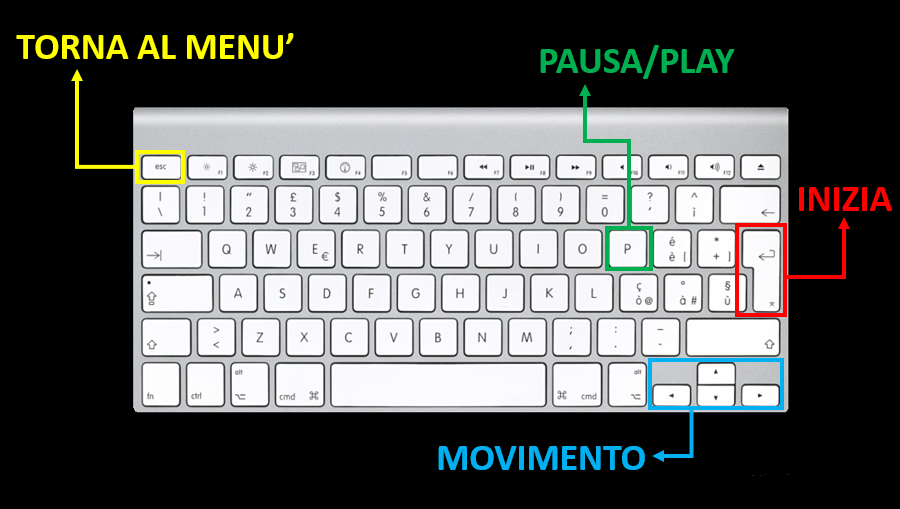 TORNA AL MENU’
PAUSA/PLAY
esc F1 F2 F3 F4 F5 F6 F7 F8 F9 F10 F11 F12
INIZIA
| ! " £ $ % & / ( ) = ? ^
\ 1 2 3 4 5 6 7 8 9 0 ' ì
Q W E € R T Y U I O P é è [ * + ]
A S D F G H J K L ç ò @ ° à # § ù
> < Z X C V B N M ; , : . _ -
fn ctrl alt cmd cmd alt
MOVIMENTO